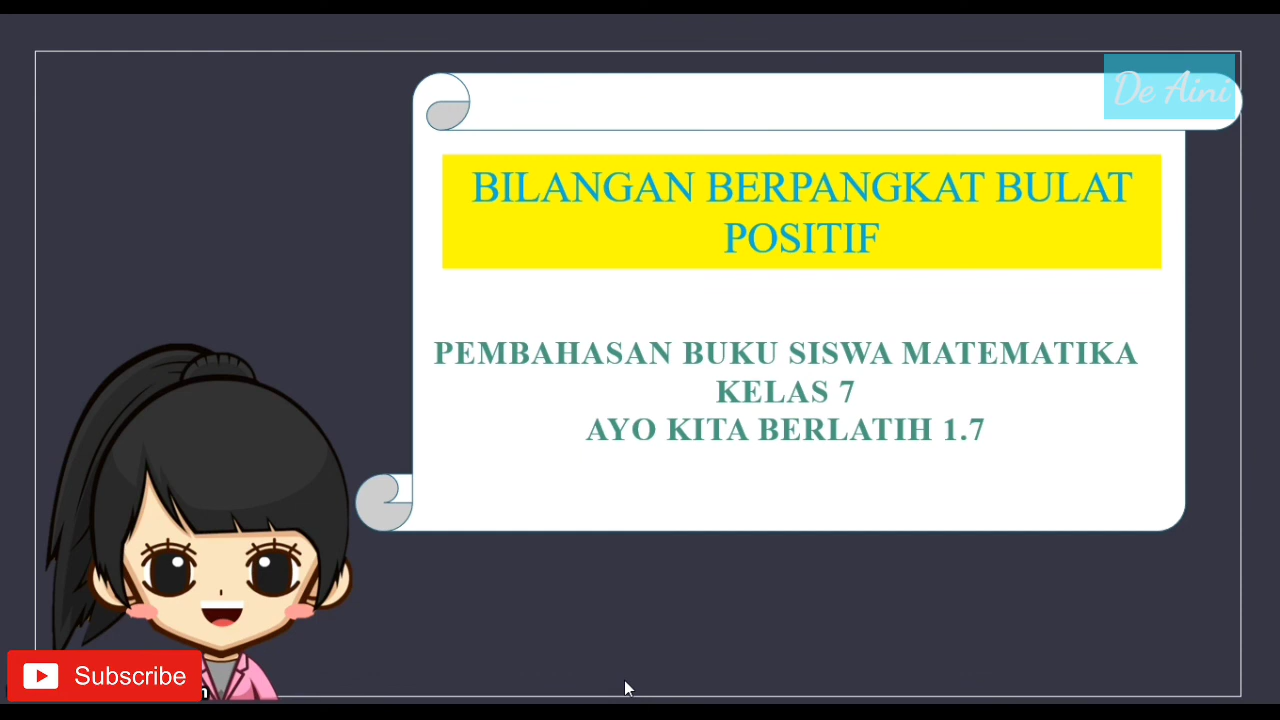 De Aini
BILANGAN BERPANGKAT BULAT
POSITIF
PEMBAHASAN BUKU SISWA MATEMATIKA
KELAS 7
AYO KITA BERLATIH 1.7
Subscribe